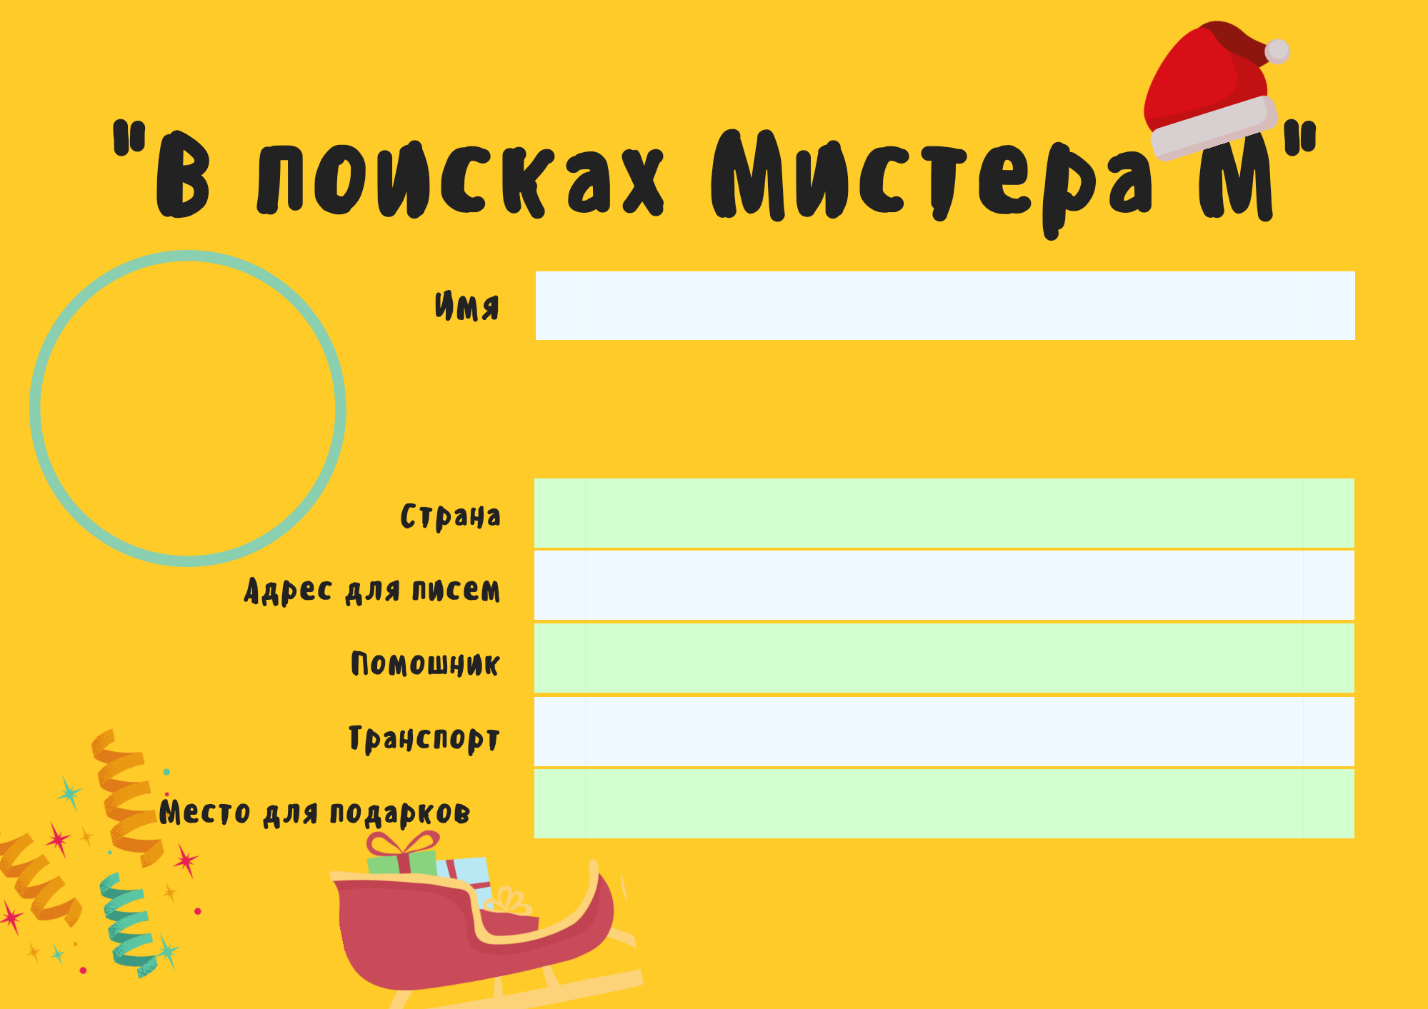 "В поисках Мистера М"
Имя
Страна
Адрес для писем
Помошник
Транспорт
Место для подарков